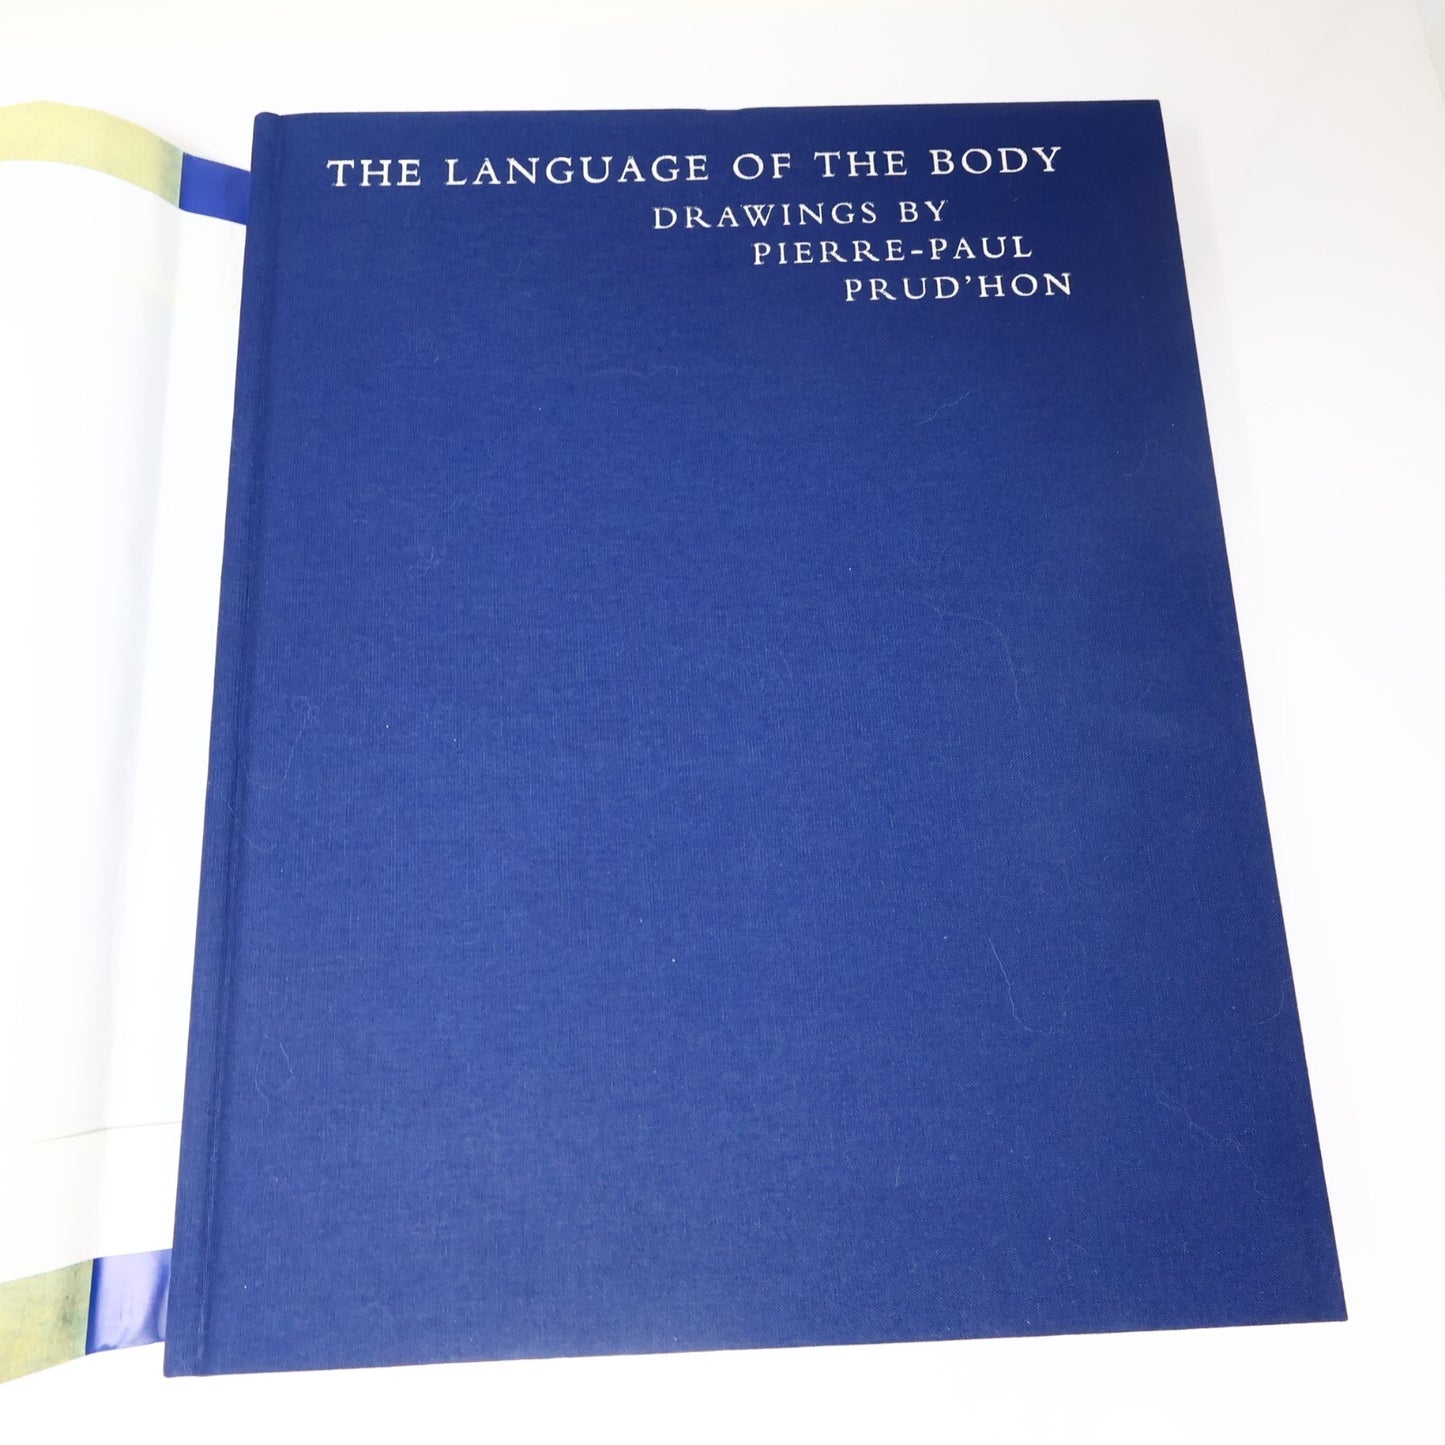 THE LANGUAGE OF THE BODY
DRAWINGS BY
PIERRE-PAUL
PRUD'HON